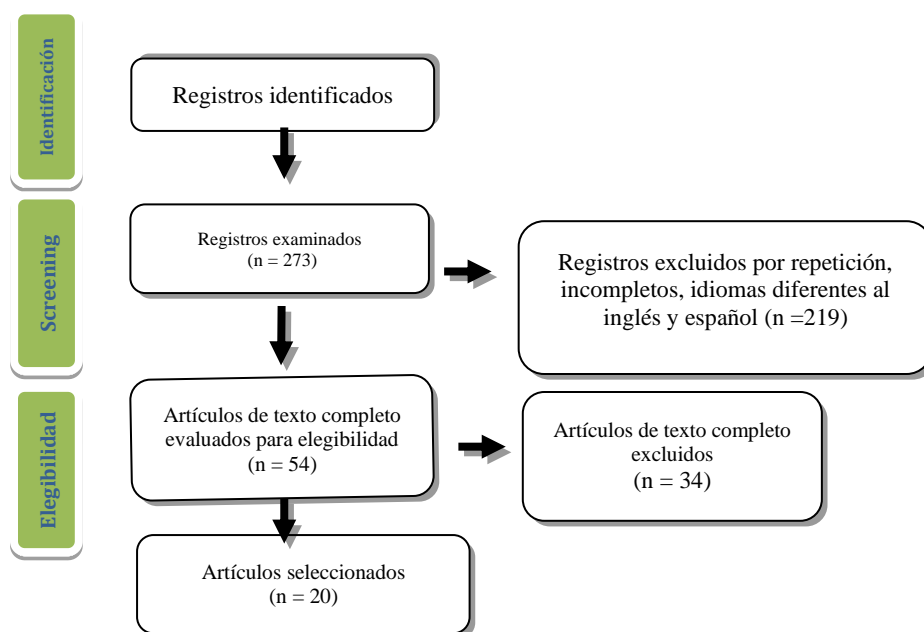 Identificación
Registros identificados
Screening
Registros examinados
(n = 273)
Registros excluidos por repetición,
incompletos, idiomas diferentes al
inglés y español (n =219)
Elegibilidad
Artículos de texto completo
evaluados para elegibilidad
(n = 54)
Artículos de texto completo
excluidos
(n = 34)
Artículos seleccionados
(n = 20)